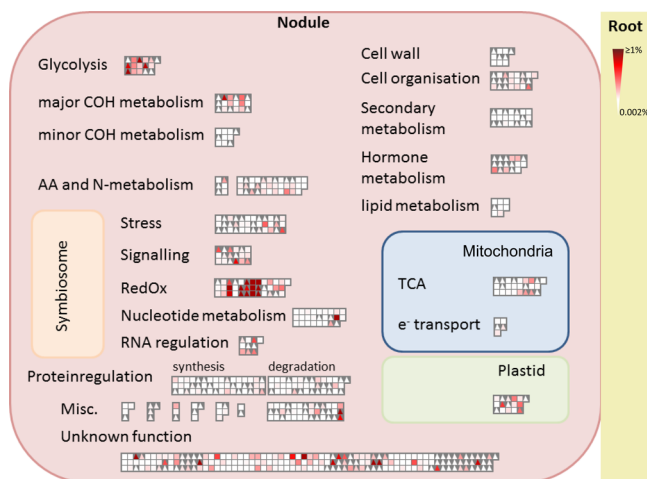 Nodule
Root
≥1%
0.002%
Glycolysis
major COH metabolism
minor COH metabolism
AA and N-metabolism
Cell wall
Cell organisation
Secondary
metabolism
Hormone
metabolism
lipid metabolism
Symbiosome
Stress
Signalling
RedOx
Nucleotide metabolism
RNA regulation
Mitochondria
TCA
e⁻ transport
Plastid
Proteinregulation
synthesis
degradation
Misc.
Unknown function